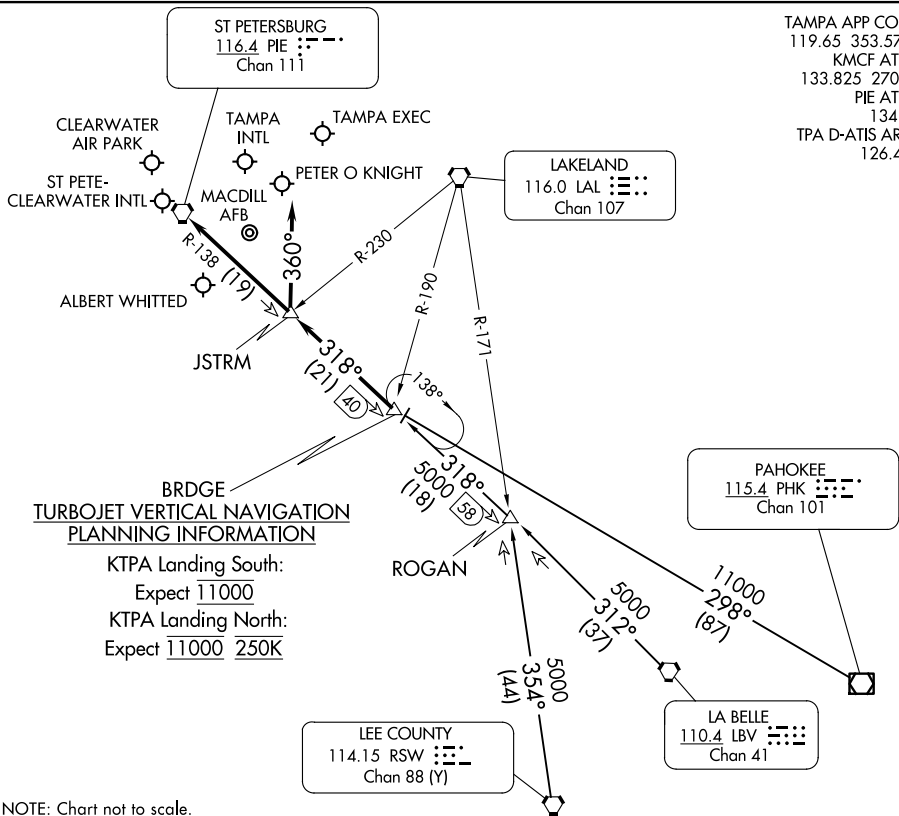 ST PETERSBURG
116.4 PIE
Chan 111
TAMPA APP CO
119.65 353.57
KMCF AT
133.825 270
PIE AT
134
TPA D-ATIS AR
126.4
CLEARWATER
AIR PARK
TAMPA
INTL
TAMPA EXEC
PETER O KNIGHT
ST PETE-
CLEARWATER INTL
MACDILL
AFB
ALBERT WHITTED
LAKELAND
116.0 LAL
Chan 107
R-138
(19)
360°
R-230
R-190
R-171
JSTRM
318°
(21)
40
138°
BRDGE
318°
5000
(18)
58
ROGAN
TURBOJET VERTICAL NAVIGATION
PLANNING INFORMATION
KTPA Landing South:
Expect 11000
KTPA Landing North:
Expect 11000 250K
PAHOKEE
115.4 PHK
Chan 101
11000
298°
(87)
5000
312°
(37)
5000
354°
(44)
LA BELLE
110.4 LBV
Chan 41
LEE COUNTY
114.15 RSW
Chan 88 (Y)
NOTE: Chart not to scale.